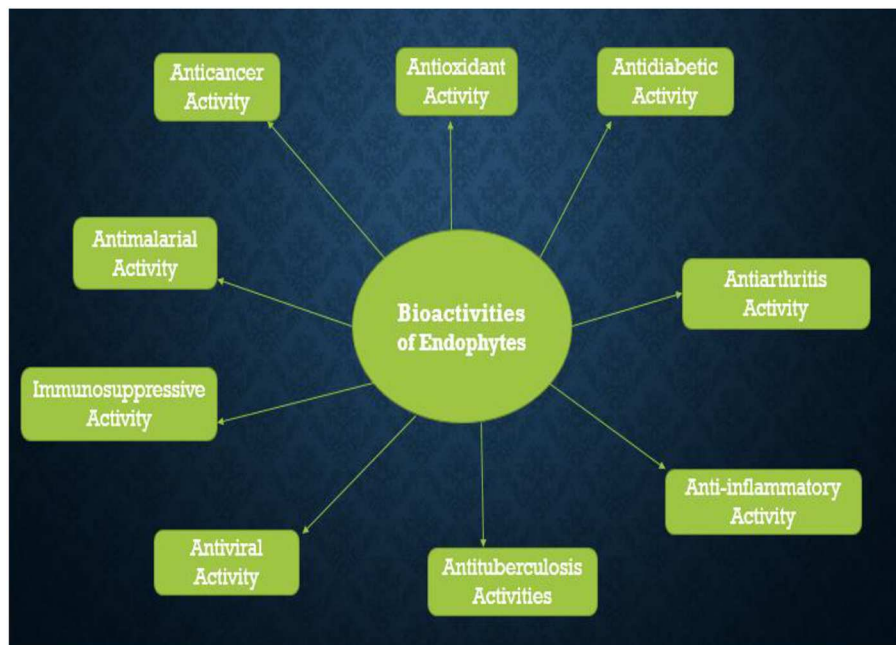 Anticancer
Activity
Antioxidant
Activity
Antidiabetic
Activity
Antimalarial
Activity
Antiarthritis
Activity
Bioactivities
of Endophytes
Immunosuppressive
Activity
Anti-inflammatory
Activity
Antiviral
Activity
Antituberculosis
Activities